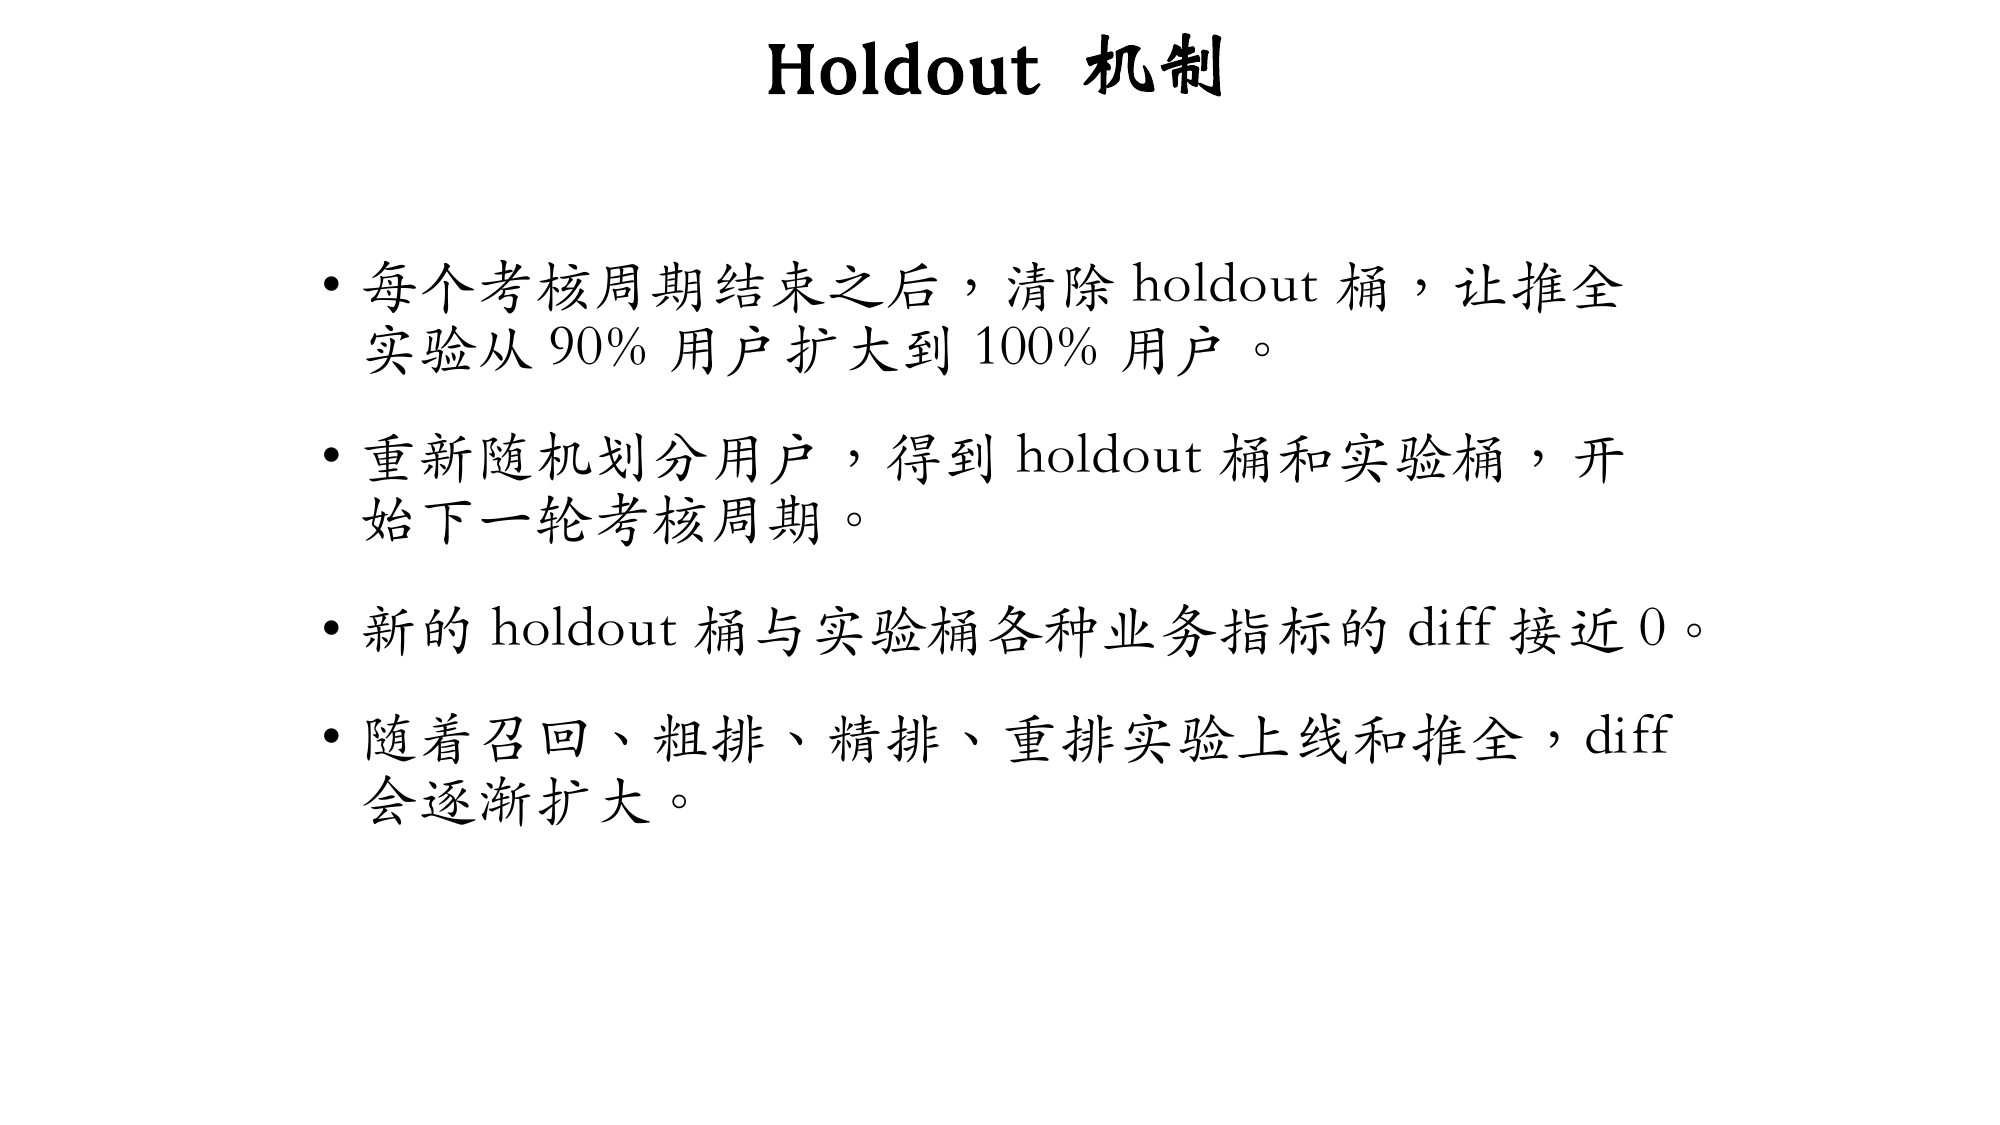 Holdout 机制
• 每个考核周期结束之后，清除 holdout 桶，让推全
实验从 90% 用户扩大到 100% 用户。
• 重新随机划分用户，得到 holdout 桶和实验桶，开
始下一轮考核周期。
• 新的 holdout 桶与实验桶各种业务指标的 diff 接近 0。
• 随着召回、粗排、精排、重排实验上线和推全，diff
会逐渐扩大。